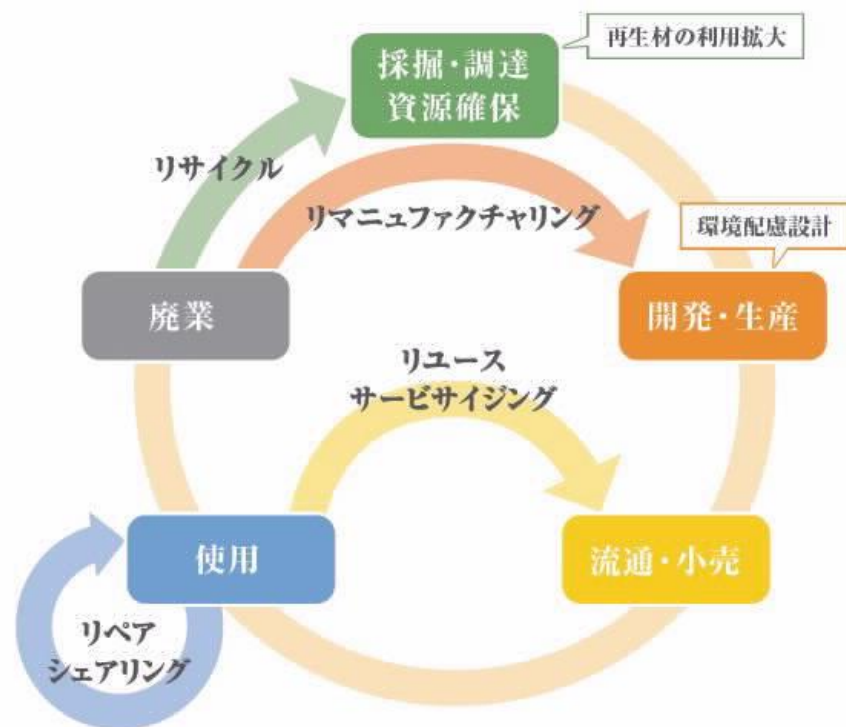 再生材の利用拡大
採掘・調達
資源確保
リサイクル
リマニュファクチャリング
環境配慮設計
廃業
開発・生産
リユース
サービサイジング
使用
流通・小売
リペア
シェアリング